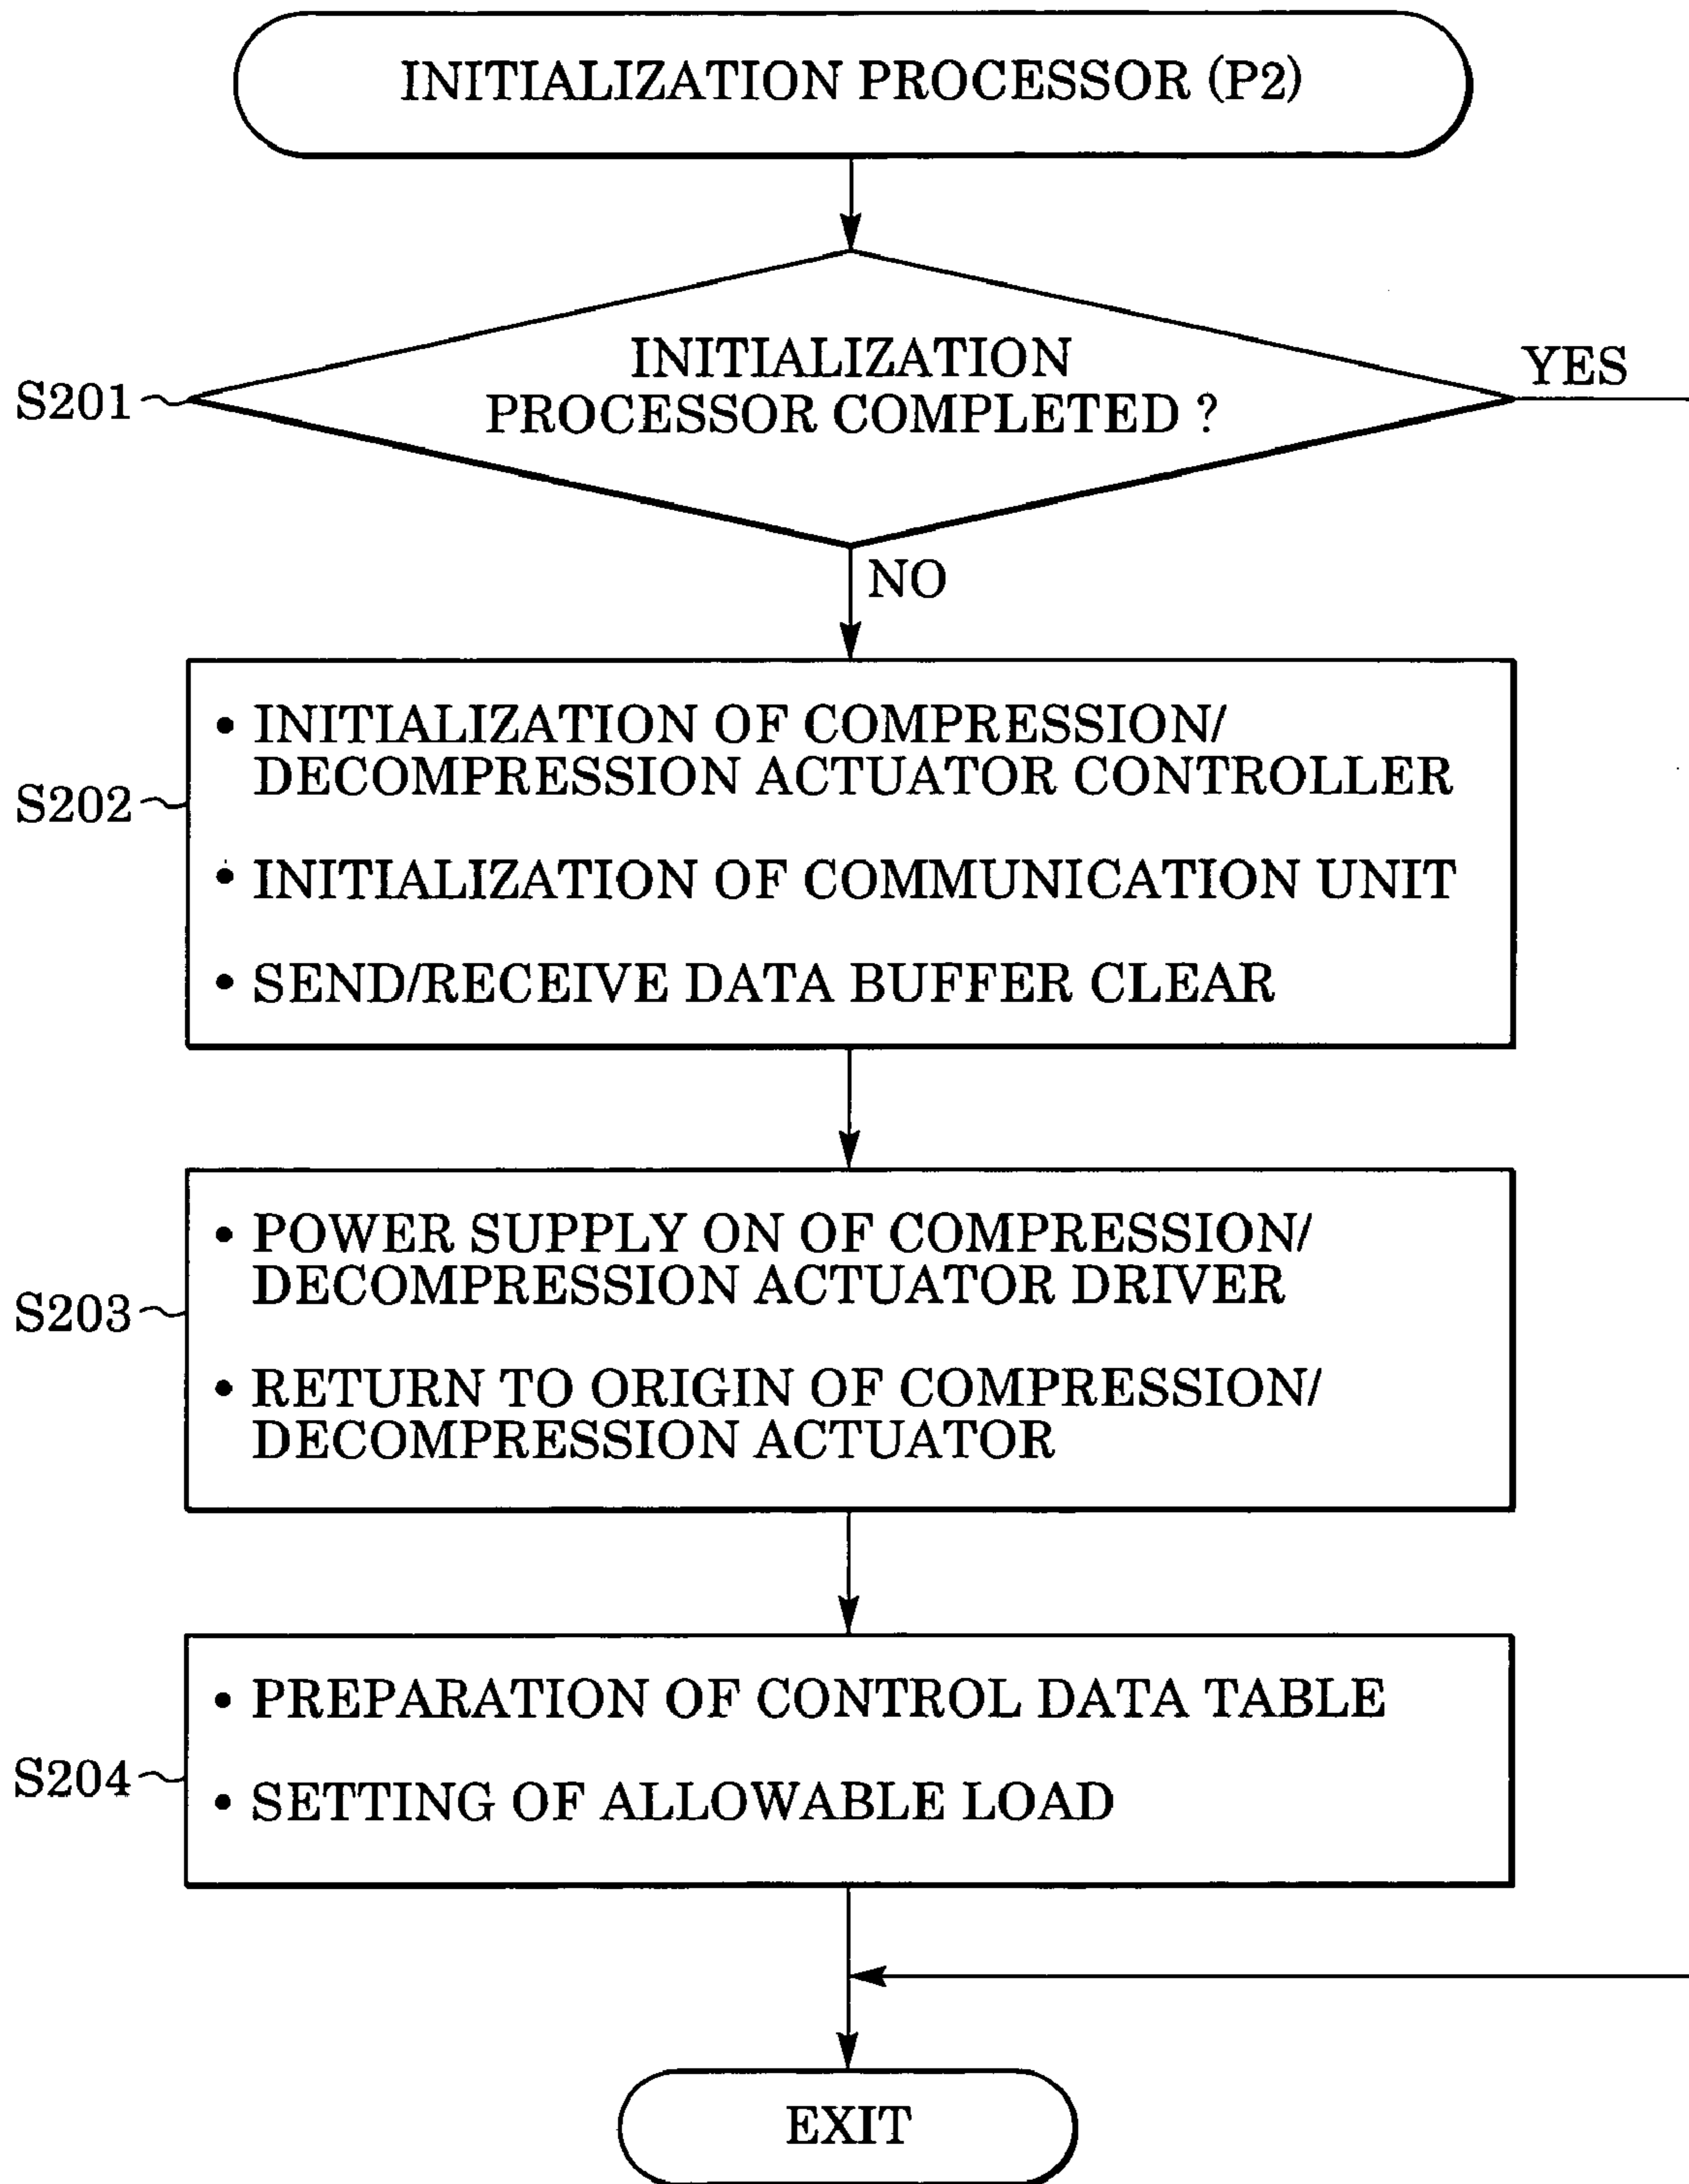 INITIALIZATION PROCESSOR (P2)
INITIALIZATION
PROCESSOR COMPLETED ?
YES
S201
NO
• INITIALIZATION OF COMPRESSION/
DECOMPRESSION ACTUATOR CONTROLLER
S202
• INITIALIZATION OF COMMUNICATION UNIT
• SEND/RECEIVE DATA BUFFER CLEAR
• POWER SUPPLY ON OF COMPRESSION/
DECOMPRESSION ACTUATOR DRIVER
S203
• RETURN TO ORIGIN OF COMPRESSION/
DECOMPRESSION ACTUATOR
• PREPARATION OF CONTROL DATA TABLE
S204
• SETTING OF ALLOWABLE LOAD
EXIT